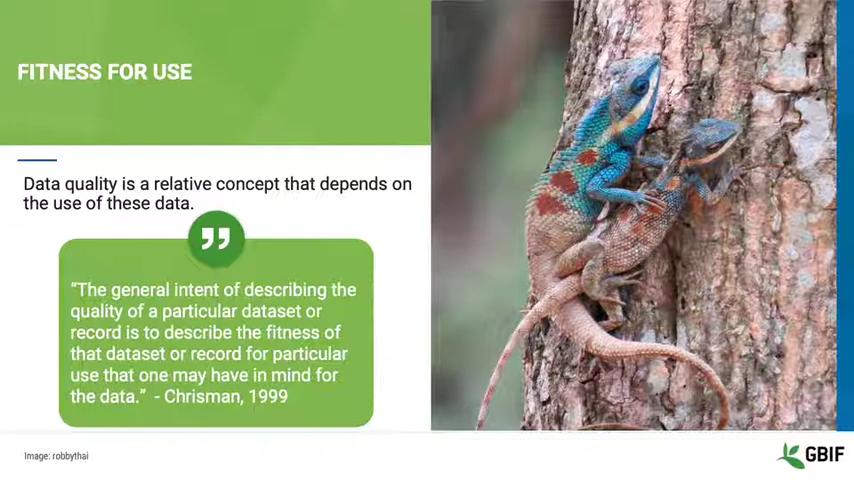 FITNESS FOR USE
Data quality is a relative concept that depends on
the use of these data.
”
“The general intent of describing the
quality of a particular dataset or
record is to describe the fitness of
that dataset or record for particular
use that one may have in mind for
the data.”  - Chrisman, 1999
Image: robbythai
GBIF